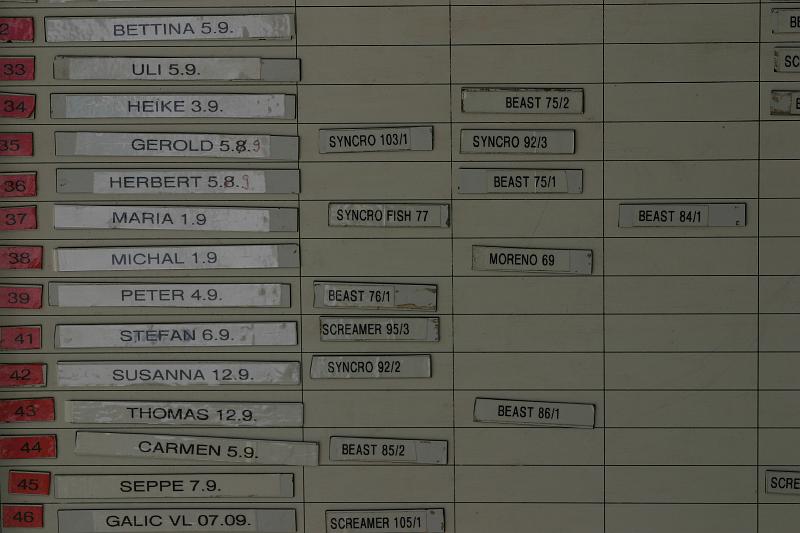 2 BETTINA 5.9.
33 ULI 5.9.
34 HEIKE 3.9. BEAST 75/2
35 GEROLD 5.8.9 SYNCRO 103/1 SYNCRO 92/3
36 HERBERT 5.8.9 BEAST 75/1
37 MARIA 1.9 SYNCRO FISH 77 BEAST 84/1
38 MICHAL 1.9. MORENO 69
39 PETER 4.9. BEAST 76/1
41 STEFAN 6.9. SCREAMER 95/3
42 SUSANNA 12.9. SYNCRO 92/2
43 THOMAS 12.9. BEAST 86/1
44 CARMEN 5.9. BEAST 85/2
45 SEPPE 7.9. SCRE
46 GALIC VL 07.09. SCREAMER 105/1